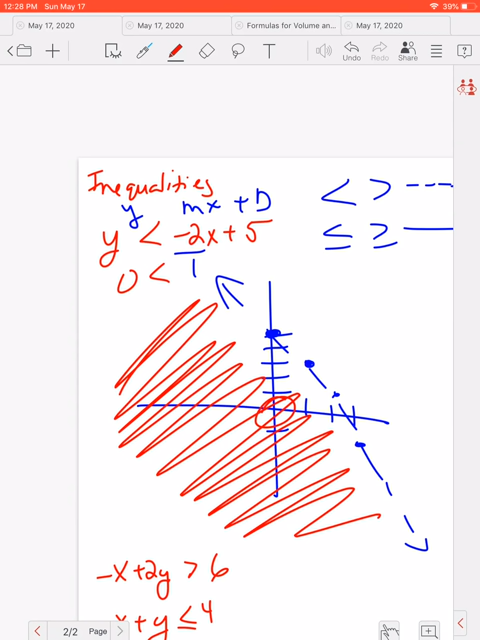 12:28 PM Sun May 17
39%
May 17, 2020
May 17, 2020
Formulas for Volume an...
May 17, 2020
T
Undo
Redo
Share
Inequalities
y mx + b
y < -2x + 5
1
0 <
< > ---
≤ ≥ —
-x + 2y > 6
x + y ≤ 4
2/2 Page